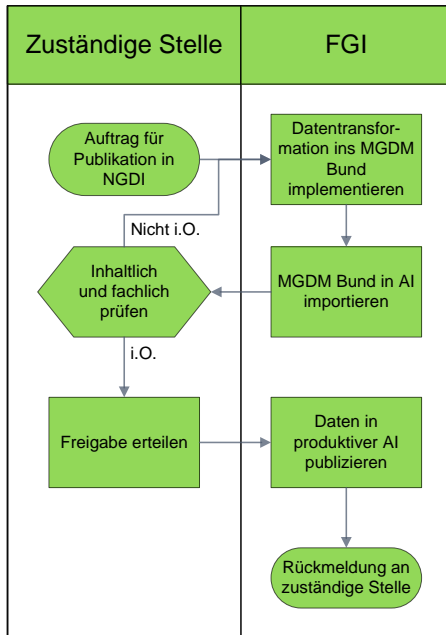 Zuständige Stelle
FGI
Auftrag für
Publikation in
NGDI
Datentransfor-
mation ins MGDM
Bund
implementieren
Nicht i.O.
Inhaltlich
und fachlich
prüfen
MGDM Bund in AI
importieren
i.O.
Freigabe erteilen
Daten in
produktiver AI
publizieren
Rückmeldung an
zuständige Stelle